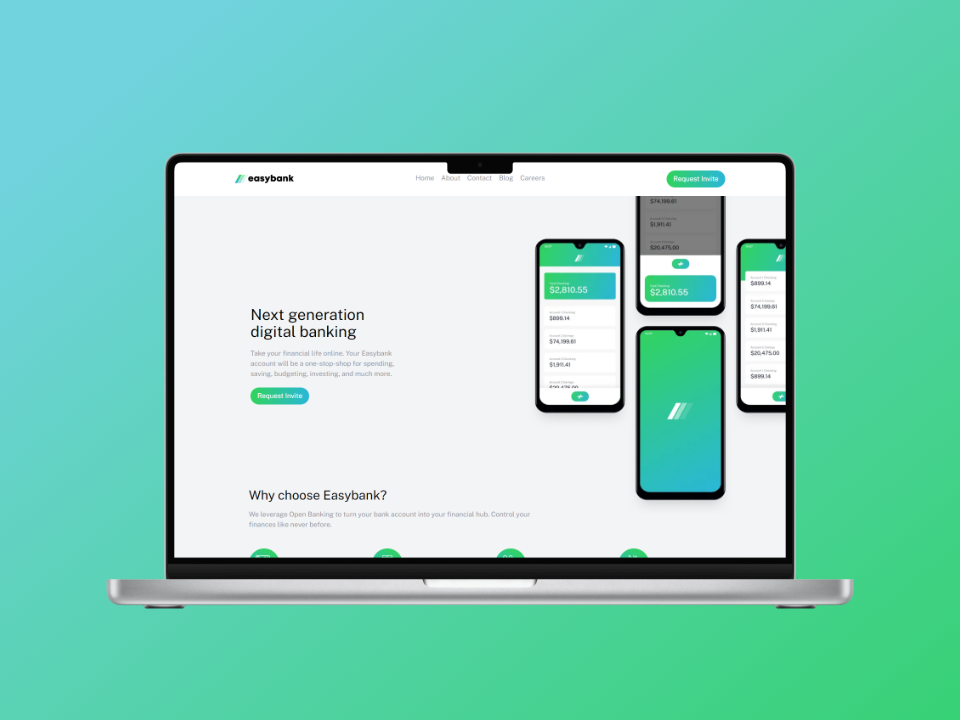 easybank
Home About Contact Blog Careers
Request Invite
Next generation
digital banking
Take your financial life online. Your Easybank
account will be a one-stop-shop for spending,
saving, budgeting, investing, and much more.
Request Invite
$2,810.55
$899.14
$74,199.61
$1,911.41
$20,475.00
$74,199.61
$1,911.41
$20,475.00
$2,810.55
$899.14
$74,199.61
$1,911.41
$20,475.00
$899.14
Why choose Easybank?
We leverage Open Banking to turn your bank account into your financial hub. Control your
finances like never before.